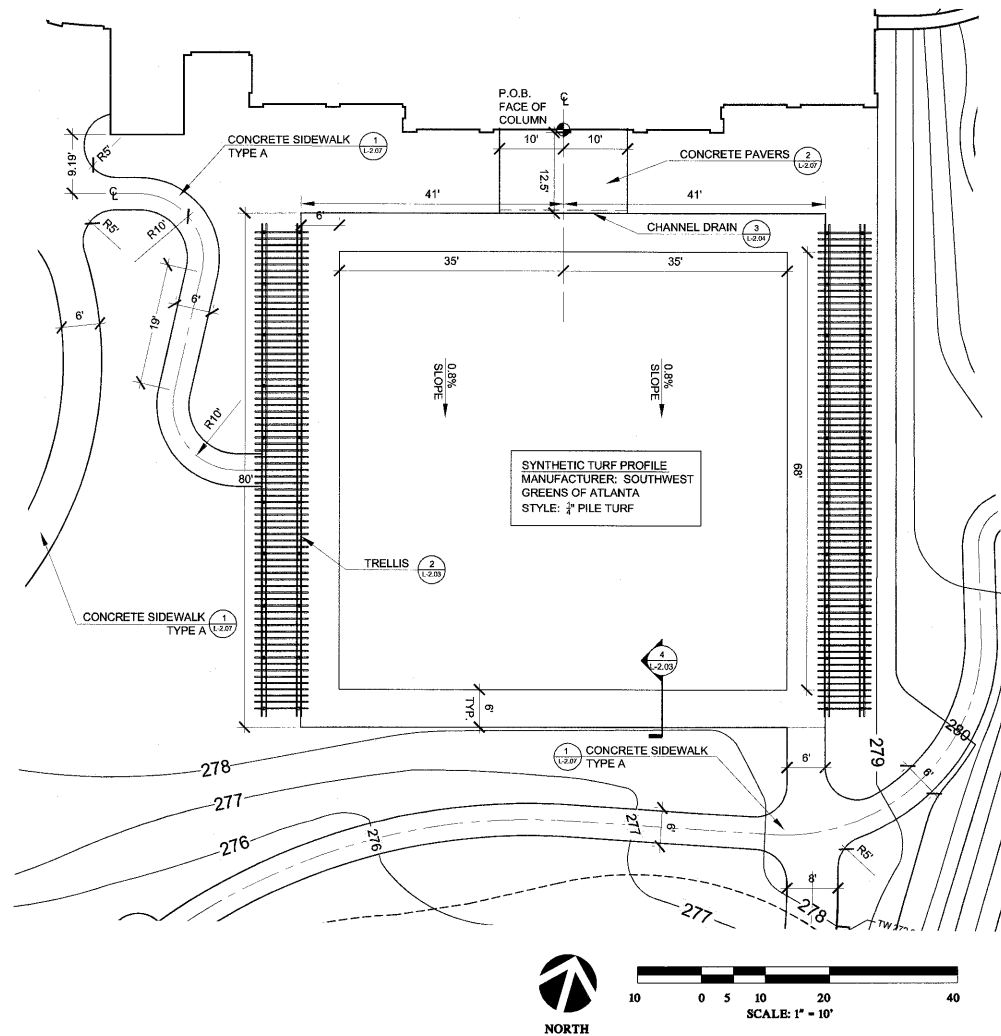 P.O.B.
FACE OF
COLUMN
CL
10'
10'
12.5'
CONCRETE SIDEWALK
TYPE A
1
L-2.07
CONCRETE PAVERS
2
L-2.07
9.19'
R5'
CL
41'
41'
6'
CHANNEL DRAIN
3
L-2.04
R5'
R10'
35'
35'
6'
6'
19'
0.8%
SLOPE
0.8%
SLOPE
R10'
80'
68'
SYNTHETIC TURF PROFILE
MANUFACTURER: SOUTHWEST
GREENS OF ATLANTA
STYLE: ¾" PILE TURF
TRELLIS
2
L-2.03
CONCRETE SIDEWALK
TYPE A
1
L-2.07
4
L-2.03
6'
TYP.
1
L-2.07
CONCRETE SIDEWALK
TYPE A
6'
280
279
6'
278
277
276
276
277
6'
R5'
8'
277
278
NORTH
10 0 5 10 20 40
SCALE: 1" = 10'